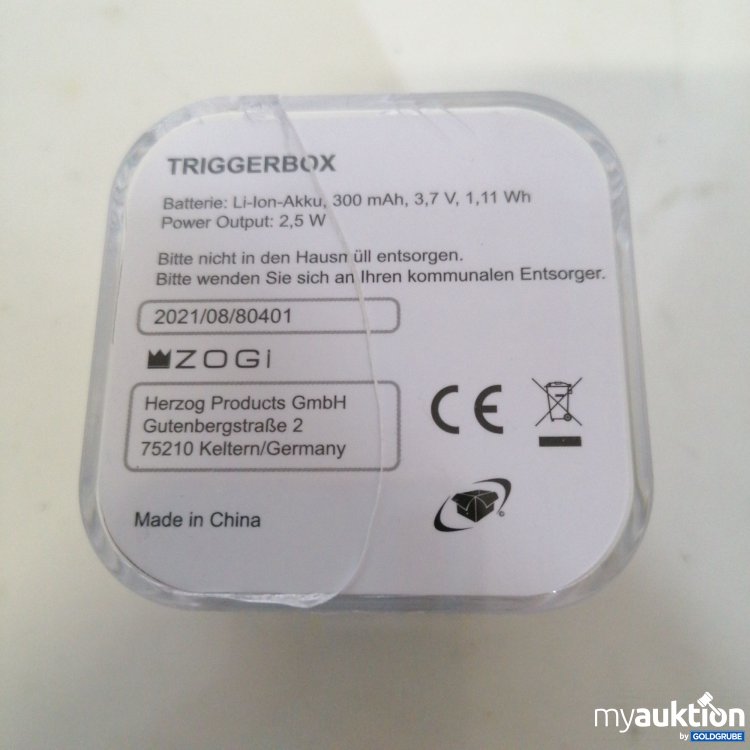 TRIGGERBOX
Batterie: Li-Ion-Akku, 300 mAh, 3,7 V, 1,11 Wh
Power Output: 2,5 W
Bitte nicht in den Hausmüll entsorgen.
Bitte wenden Sie sich an Ihren kommunalen Entsorger.
2021/08/80401
ZOGi
Herzog Products GmbH
Gutenbergstraße 2
75210 Keltern/Germany
CE
Made in China
myauktion
by GOLDGRUBE